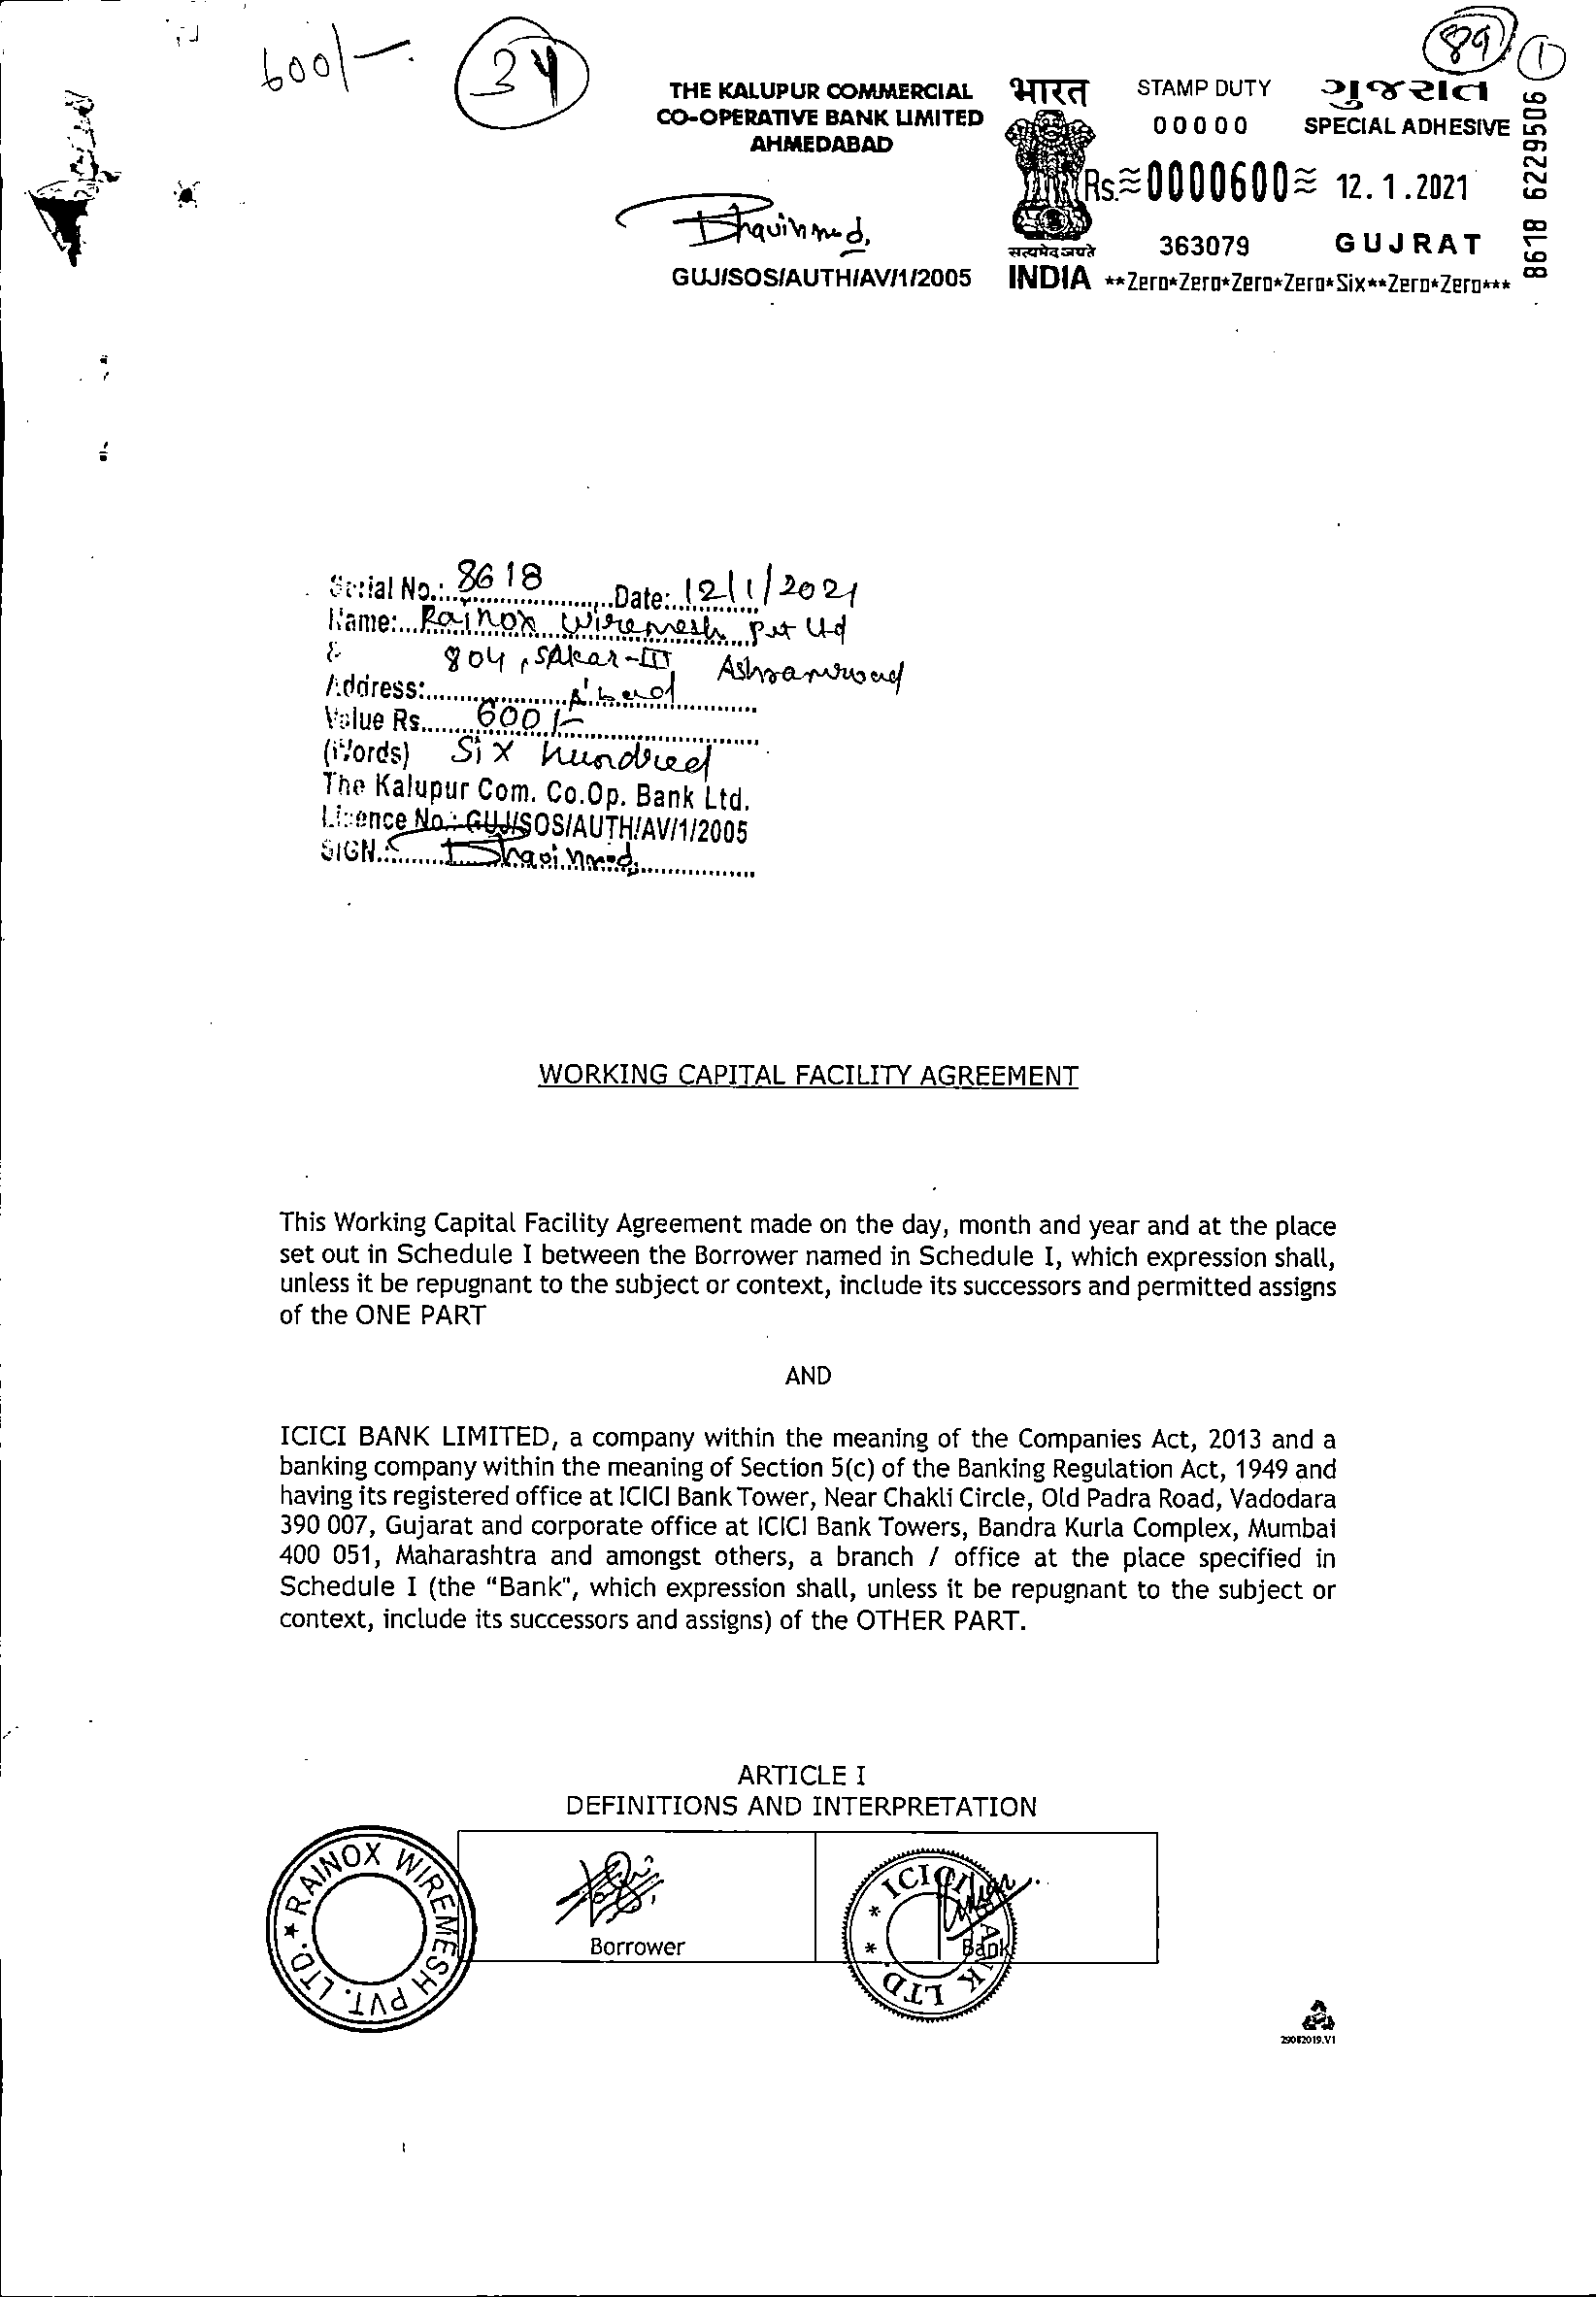 600/-
34
89
1
THE KALUPUR COMMERCIAL
CO-OPERATIVE BANK LIMITED
AHMEDABAD
GUJ/SOS/AUTH/AV/1/2005
भारत
सत्यमेव जयते
INDIA
STAMP DUTY
ગુજરાત
00000
SPECIAL ADHESIVE
Rs.≈0000600≈ 12.1.2021
363079
GUJRAT
**Zero*Zero*Zero*Zero*Six**Zero*Zero***
8618 62229506
Serial No.: 8618 Date: 12/1/2021
Name: Rainox Wiremesh Pvt Ltd
&
804, SAkar-III Ashramroad
Address: A'bad
Value Rs. 600/-
(Words) Six hundred
The Kalupur Com. Co.Op. Bank Ltd.
Licence No.: GUJ/SOS/AUTH/AV/1/2005
SIGN.:
WORKING CAPITAL FACILITY AGREEMENT
This Working Capital Facility Agreement made on the day, month and year and at the place
set out in Schedule I between the Borrower named in Schedule I, which expression shall,
unless it be repugnant to the subject or context, include its successors and permitted assigns
of the ONE PART
AND
ICICI BANK LIMITED, a company within the meaning of the Companies Act, 2013 and a
banking company within the meaning of Section 5(c) of the Banking Regulation Act, 1949 and
having its registered office at ICICI Bank Tower, Near Chakli Circle, Old Padra Road, Vadodara
390 007, Gujarat and corporate office at ICICI Bank Towers, Bandra Kurla Complex, Mumbai
400 051, Maharashtra and amongst others, a branch / office at the place specified in
Schedule I (the “Bank”, which expression shall, unless it be repugnant to the subject or
context, include its successors and assigns) of the OTHER PART.
ARTICLE I
DEFINITIONS AND INTERPRETATION
★ RAINOX WIREMESH PVT. LTD.
Borrower
* ICICI BANK LTD. *
Bank
29082019.V1